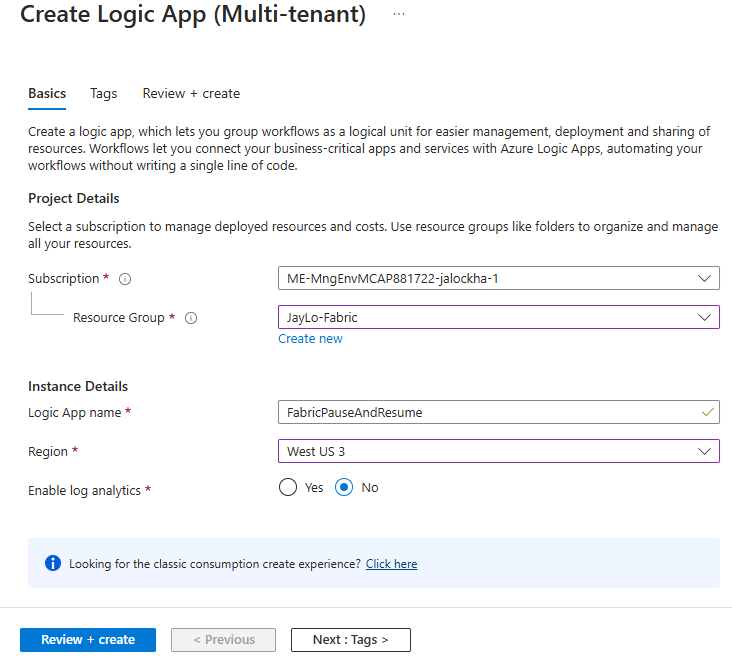 Create Logic App (Multi-tenant) ...
Basics Tags Review + create
Create a logic app, which lets you group workflows as a logical unit for easier management, deployment and sharing of
resources. Workflows let you connect your business-critical apps and services with Azure Logic Apps, automating your
workflows without writing a single line of code.
Project Details
Select a subscription to manage deployed resources and costs. Use resource groups like folders to organize and manage
all your resources.
Subscription * ME-MngEnvMCAP881722-jalockha-1
Resource Group * JayLo-Fabric
Create new
Instance Details
Logic App name * FabricPauseAndResume
Region * West US 3
Enable log analytics * Yes No
Looking for the classic consumption create experience? Click here
Review + create < Previous Next : Tags >